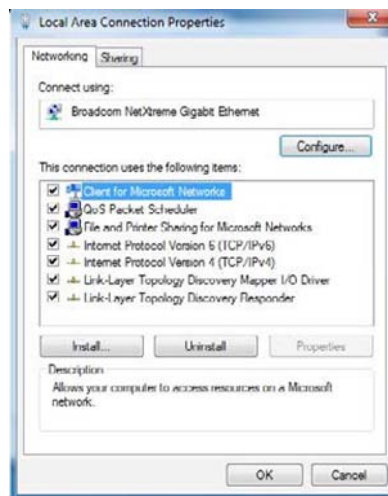 Local Area Connection Properties
Networking Sharing
Connect using:
Broadcom NetXtreme Gigabit Ethernet
Configure...
This connection uses the following items:
Client for Microsoft Networks
QoS Packet Scheduler
File and Printer Sharing for Microsoft Networks
Internet Protocol Version 6 (TCP/IPv6)
Internet Protocol Version 4 (TCP/IPv4)
Link-Layer Topology Discovery Mapper I/O Driver
Link-Layer Topology Discovery Responder
Install... Uninstall Properties
Description
Allows your computer to access resources on a Microsoft
network.
OK Cancel